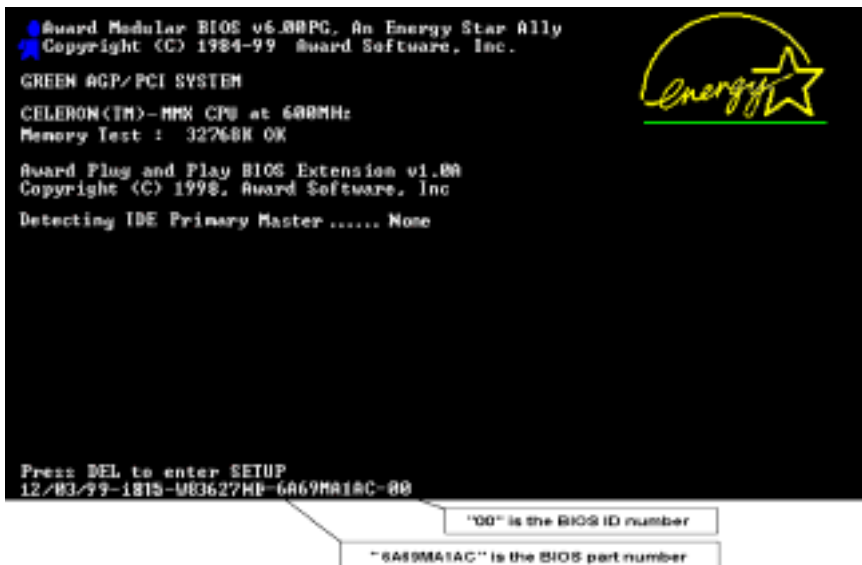 Award Modular BIOS v6.00PG, An Energy Star Ally
Copyright (C) 1984-99 Award Software, Inc.
energy
GREEN AGP/PCI SYSTEM
CELERON(TM)-MMX CPU at 600MHz
Memory Test : 32768K OK
Award Plug and Play BIOS Extension v1.0A
Copyright (C) 1998, Award Software, Inc
Detecting IDE Primary Master ...... None
Press DEL to enter SETUP
12/03/99-i815-W83627HD-6A69MA1AC-00
"00" is the BIOS ID number
"6A69MA1AC" is the BIOS part number